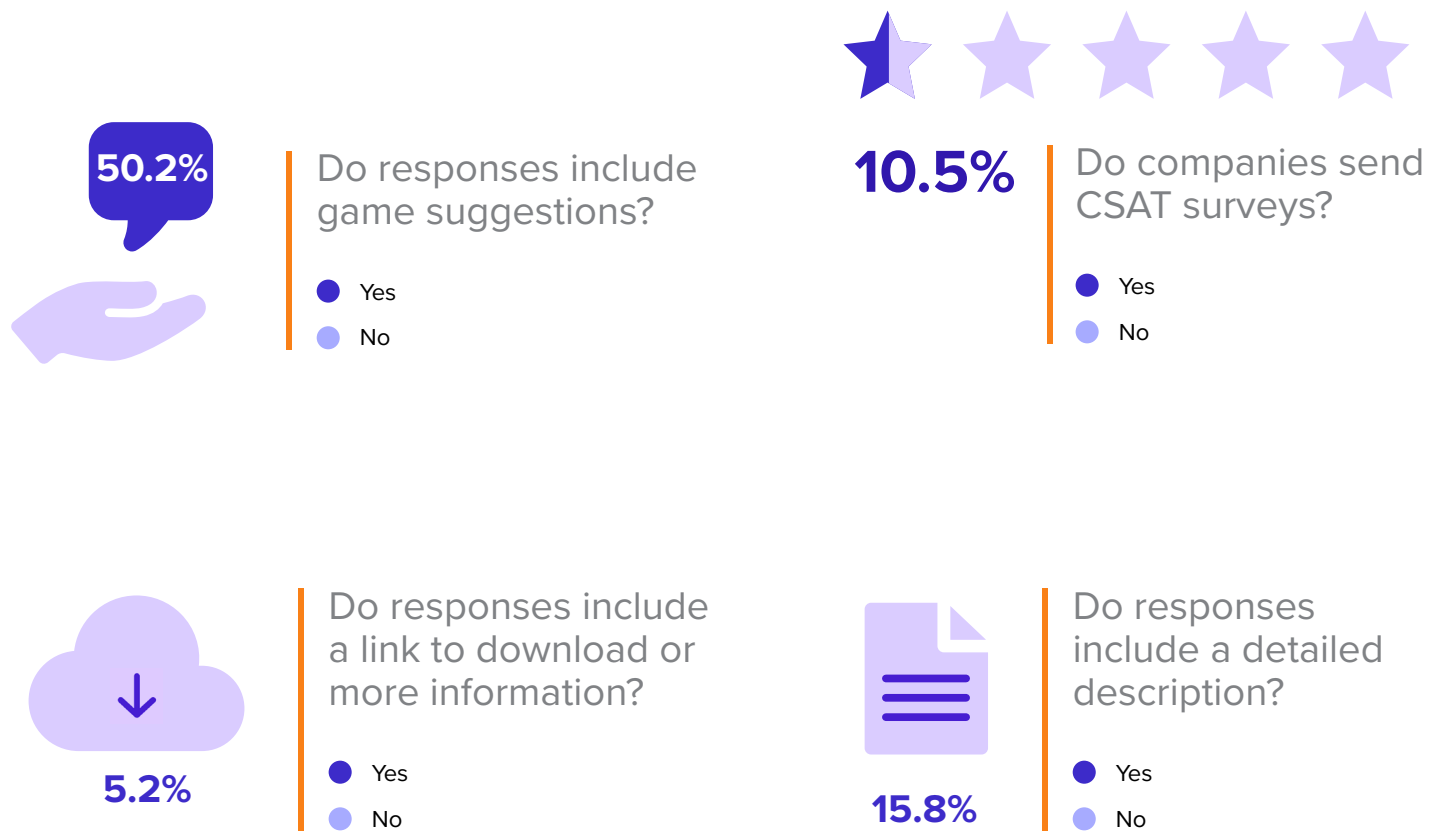 50.2%
Do responses include
game suggestions?
Yes
No
10.5%
Do companies send
CSAT surveys?
Yes
No
5.2%
Do responses include
a link to download or
more information?
Yes
No
15.8%
Do responses
include a detailed
description?
Yes
No